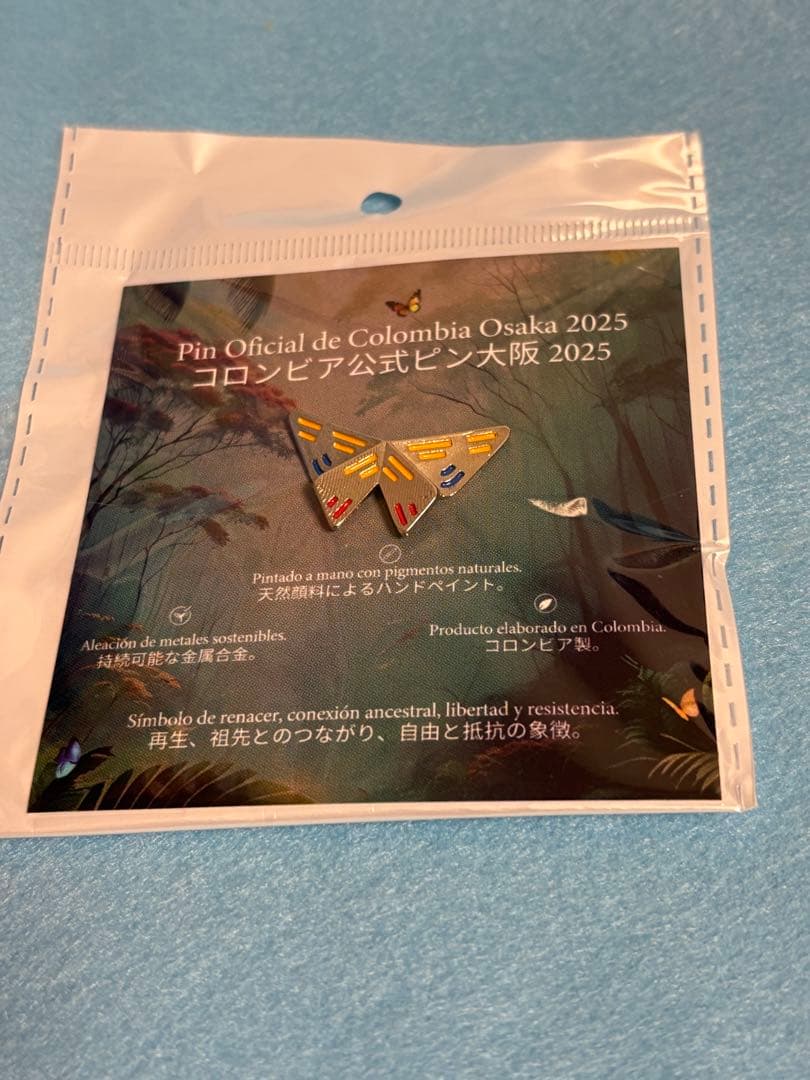 Pin Oficial de Colombia Osaka 2025
コロンビア公式ピン大阪 2025
Pintado a mano con pigmentos naturales.
天然顔料によるハンドペイント。
Aleación de metales sostenibles.
持続可能な金属合金。
Producto elaborado en Colombia.
コロンビア製。
Símbolo de renacer, conexión ancestral, libertad y resistencia.
再生、祖先とのつながり、自由と抵抗の象徴。